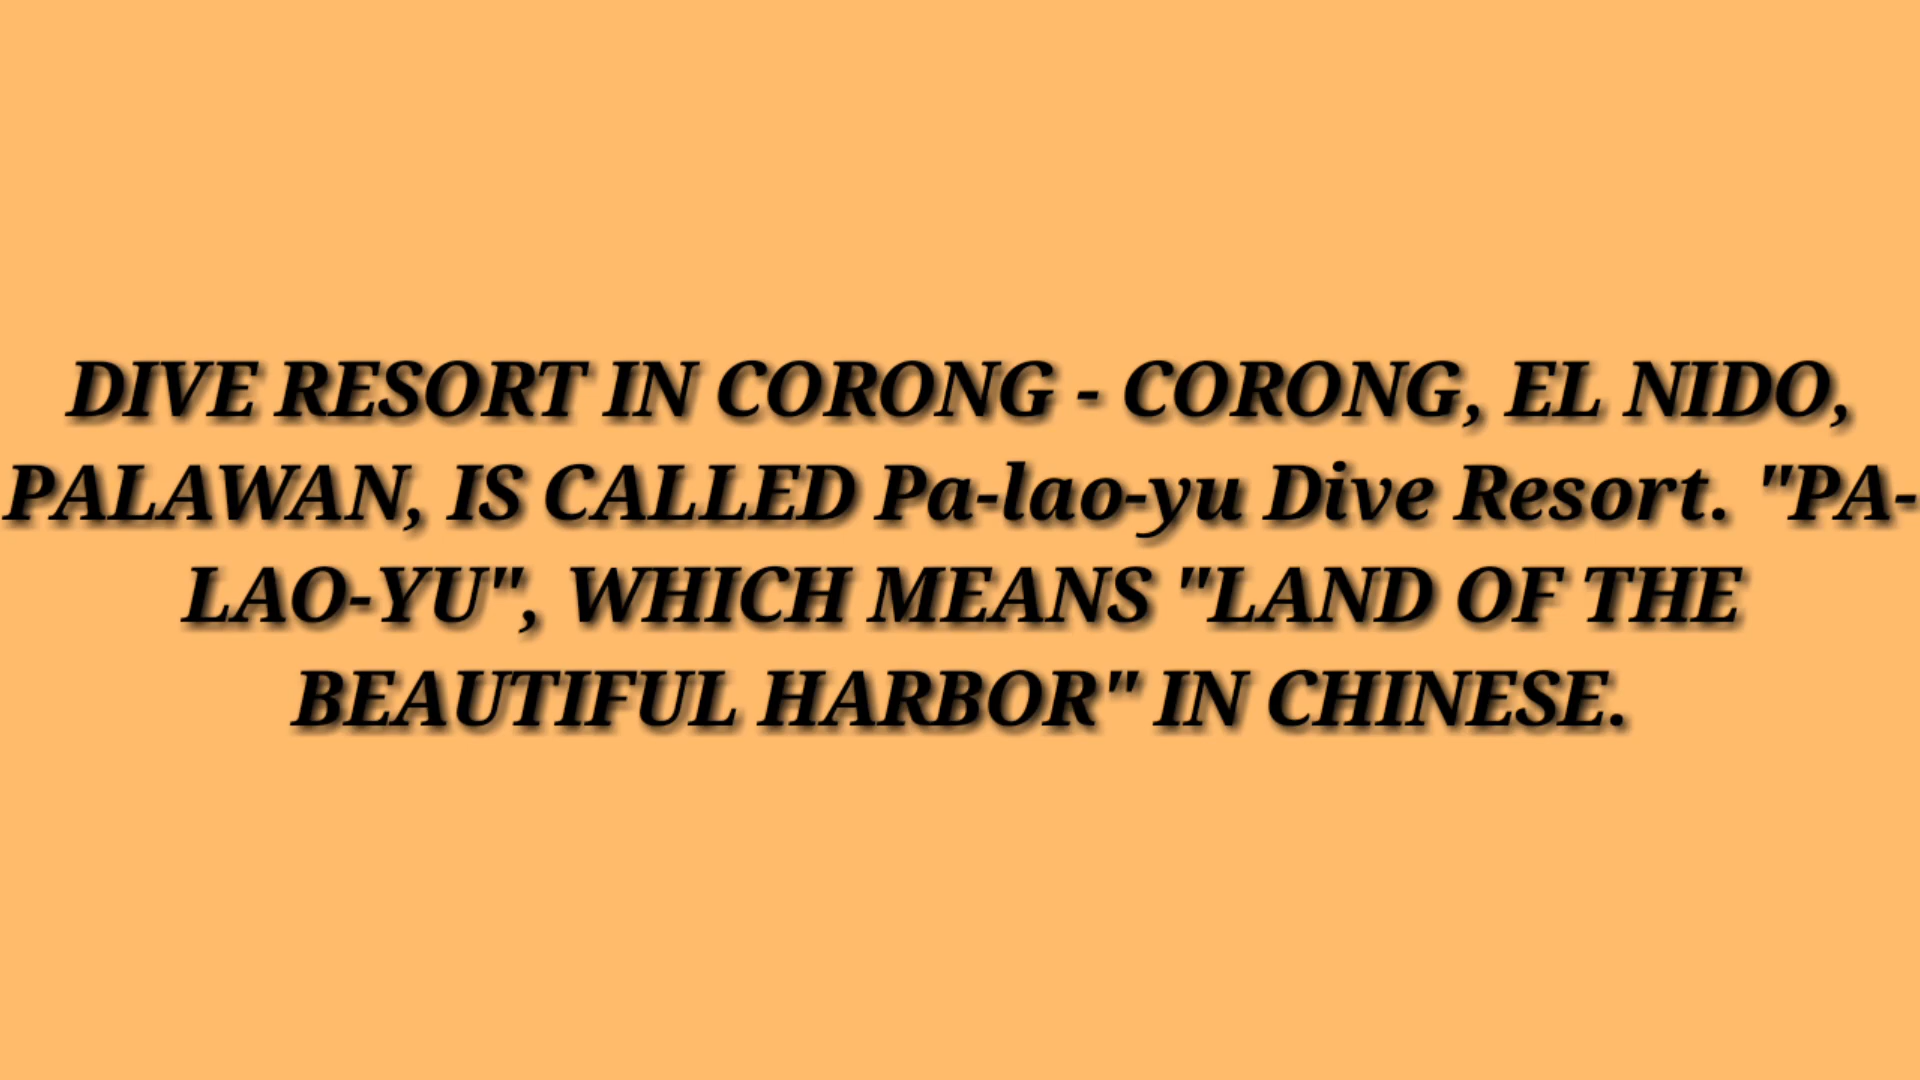 DIVE RESORT IN CORONG - CORONG, EL NIDO,
PALAWAN, IS CALLED Pa-lao-yu Dive Resort. "PA-
LAO-YU", WHICH MEANS "LAND OF THE
BEAUTIFUL HARBOR" IN CHINESE.